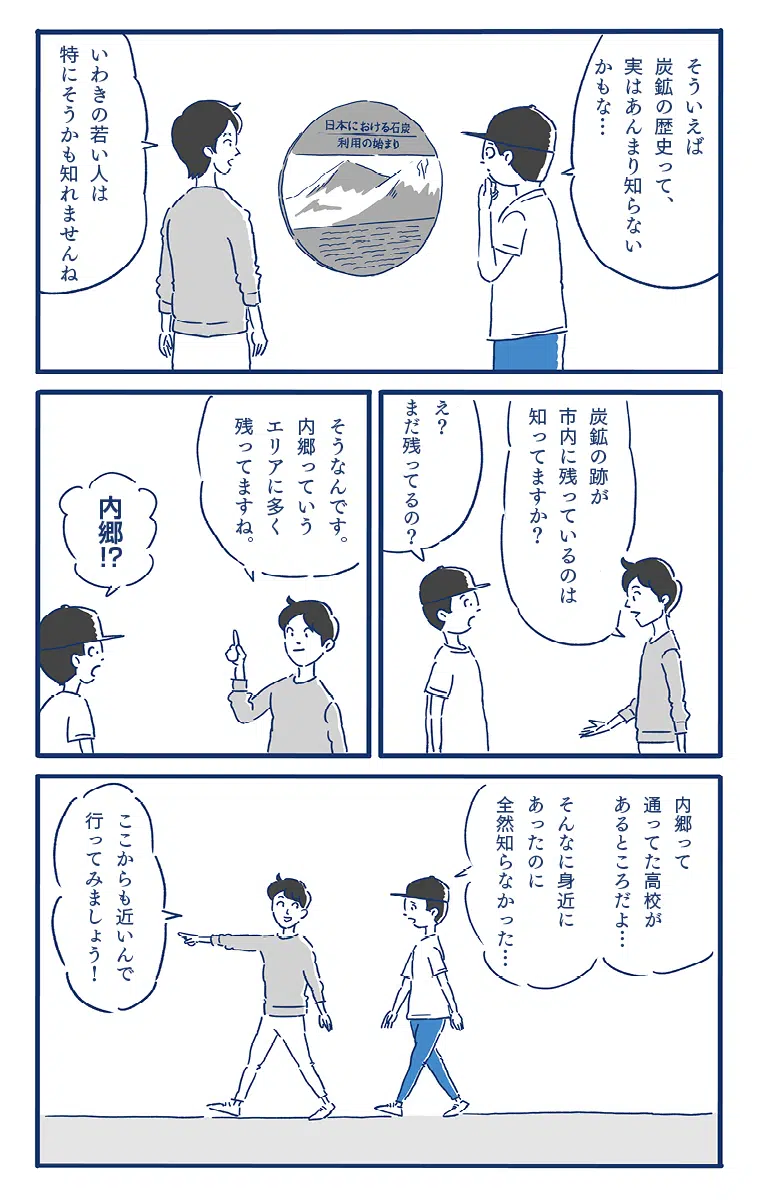 そういえば
炭鉱の歴史って、
実はあんまり知らない
かもな…
日本における石炭
利用の始まり
いわきの若い人は
特にそうかも知れませんね
炭鉱の跡が
市内に残っているのは
知ってますか？
え？
まだ残ってるの？
そうなんです。
内郷っていう
エリアに多く
残ってますね。
内郷!?
内郷って
通ってた高校が
あるところだよ…
そんなに身近に
あったのに
全然知らなかった…
ここからも近いんで
行ってみましょう！